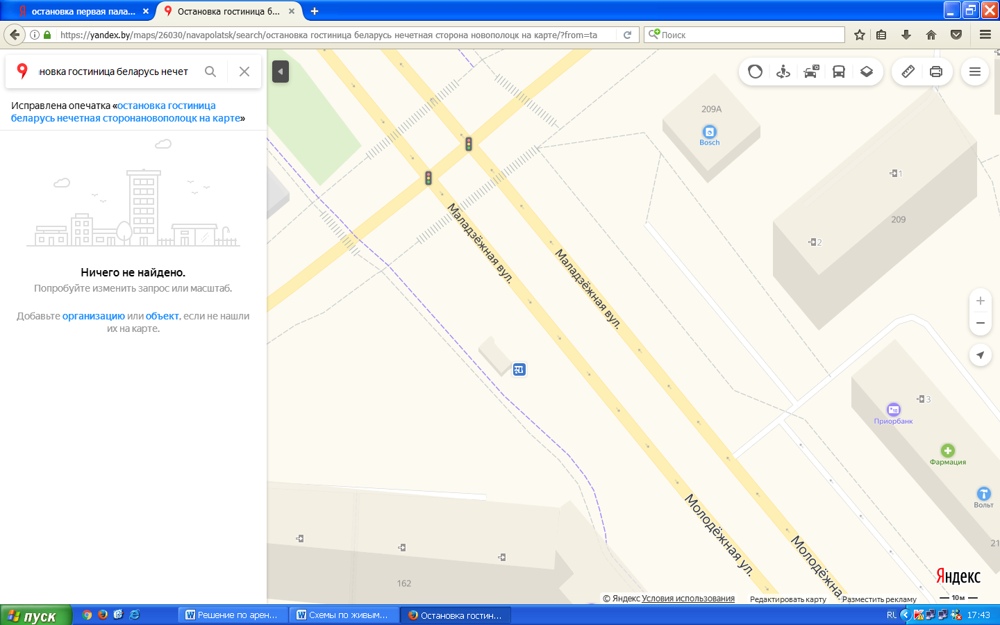 остановка первая пала...
Остановка гостиница б...
https://yandex.by/maps/26030/navapolatsk/search/остановка гостиница беларусь нечетная сторона новополоцк на карте/?from=ta
Поиск
новка гостиница беларусь нечет
Исправлена опечатка «остановка гостиница
беларусь нечетная сторонановополоцк на карте»
Ничего не найдено.
Попробуйте изменить запрос или масштаб.
Добавьте организацию или объект, если не нашли
их на карте.
209А
Bosch
1
209
2
Маладзёжная вул.
Маладзёжная вул.
3
Приорбанк
Фармация
Вольт
21
Молодёжная ул.
Молодёжна
162
Яндекс
© Яндекс Условия использования
Редактировать карту
Разместить рекламу
10 м
пуск
Решение по арен...
Схемы по живым...
Остановка гостин...
RU
17:43